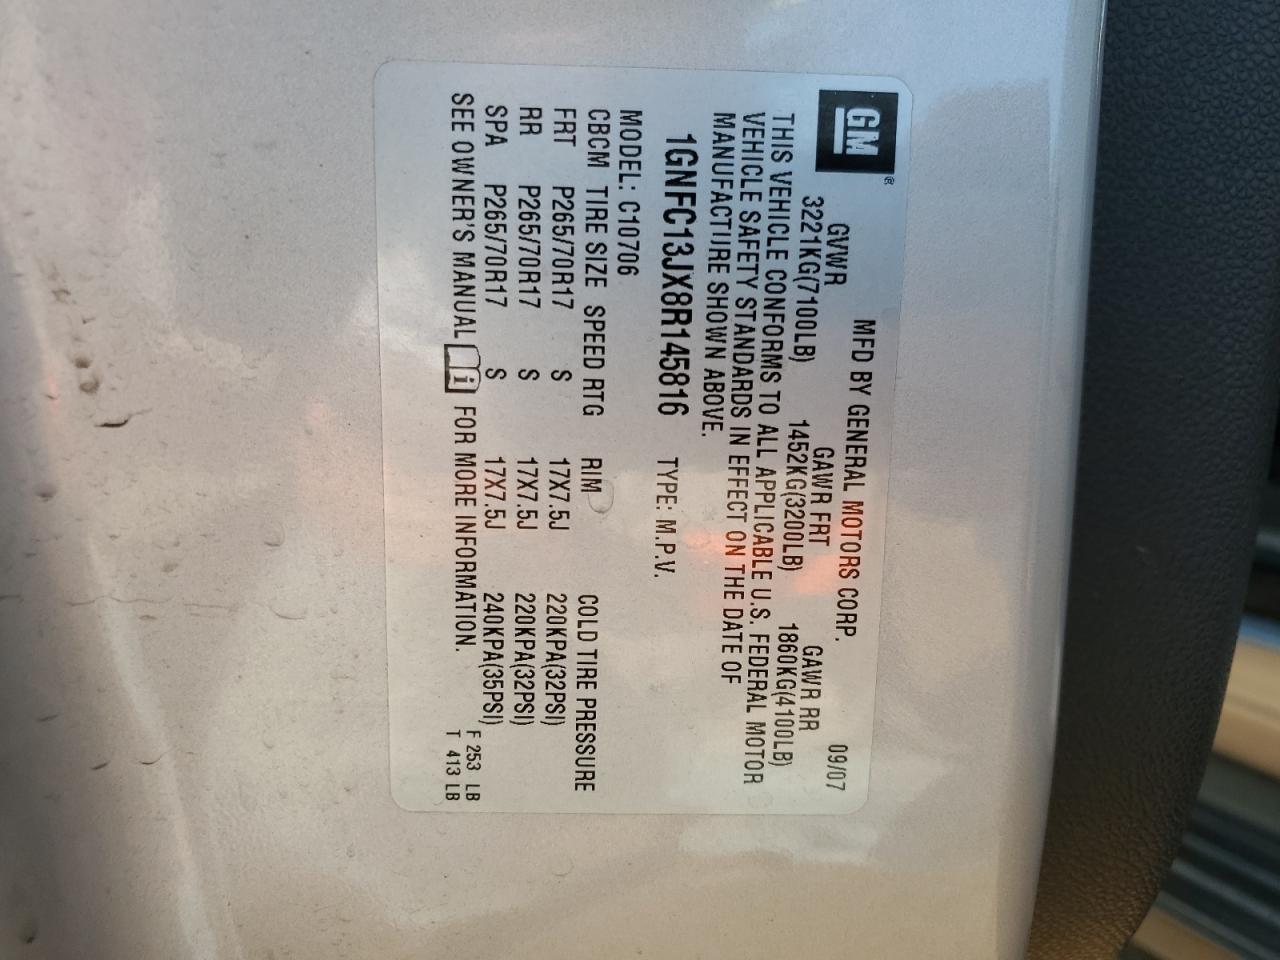 GM®
MFD BY GENERAL MOTORS CORP. 09/07
GVWR GAWR FRT GAWR RR
3221KG(7100LB) 1452KG(3200LB) 1860KG(4100LB)
THIS VEHICLE CONFORMS TO ALL APPLICABLE U.S. FEDERAL MOTOR
VEHICLE SAFETY STANDARDS IN EFFECT ON THE DATE OF
MANUFACTURE SHOWN ABOVE.
1GNFC13JX8R145816 TYPE: M.P.V.
MODEL: C10706
CBCM TIRE SIZE SPEED RTG RIM COLD TIRE PRESSURE
FRT P265/70R17 S 17X7.5J 220KPA(32PSI)
RR P265/70R17 S 17X7.5J 220KPA(32PSI)
SPA P265/70R17 S 17X7.5J 240KPA(35PSI) F 253 LB
SEE OWNER'S MANUAL i FOR MORE INFORMATION. T 413 LB